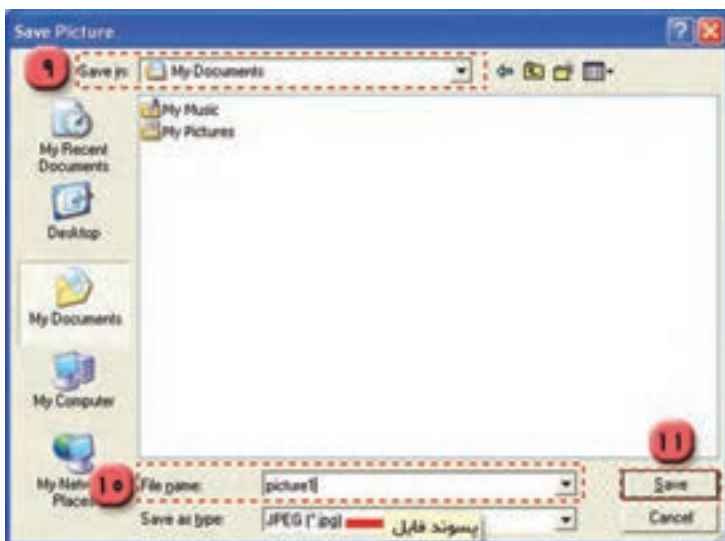 Save Picture
۹
Save in:
My Documents
My Music
My Pictures
My Recent
Documents
Desktop
My Documents
My Computer
My Network
Places
۱۰
File name:
picture1
۱۱
Save
Save as type:
JPEG (*.jpg)
پسوند فایل
Cancel